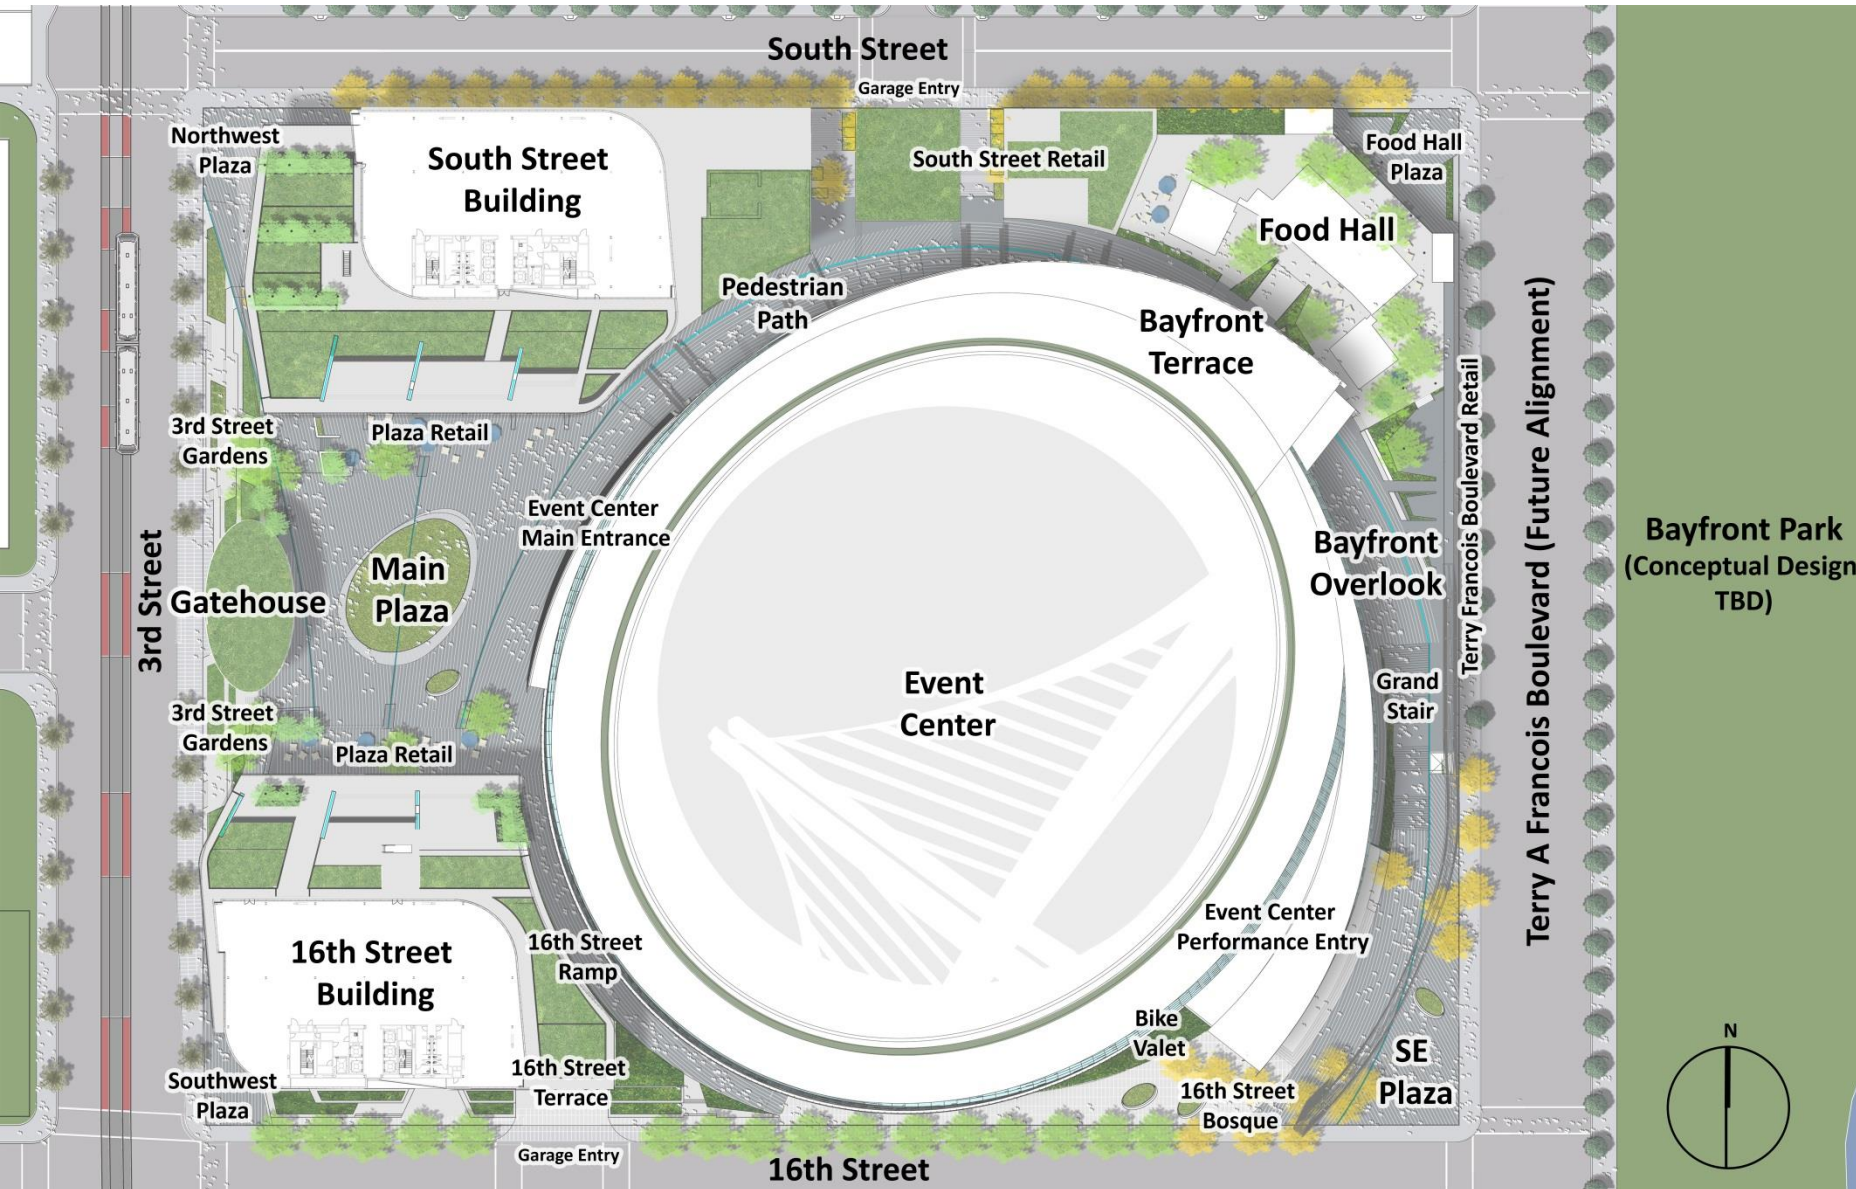 South Street
Garage Entry
Northwest
Plaza
South Street
Building
South Street Retail
Food Hall
Plaza
Food Hall
Pedestrian
Path
Bayfront
Terrace
3rd Street
Gardens
Plaza Retail
Event Center
Main Entrance
Main
Plaza
Gatehouse
3rd Street
Bayfront
Overlook
Terry Francois Boulevard Retail
Terry A Francois Boulevard (Future Alignment)
Bayfront Park
(Conceptual Design
TBD)
Event
Center
Grand
Stair
3rd Street
Gardens
Plaza Retail
16th Street
Building
16th Street
Ramp
Event Center
Performance Entry
Bike
Valet
SE
Plaza
16th Street
Terrace
16th Street
Bosque
Southwest
Plaza
Garage Entry
16th Street
N